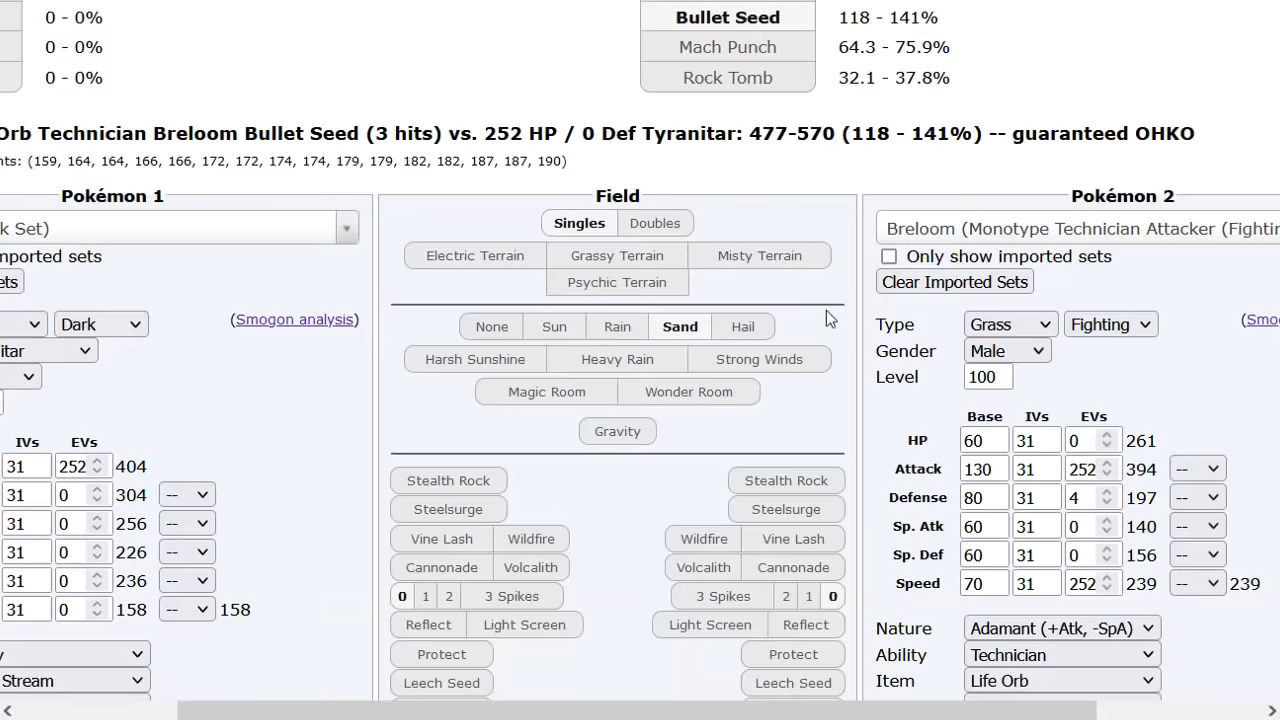 0 - 0%
Bullet Seed 118 - 141%
0 - 0%
Mach Punch 64.3 - 75.9%
0 - 0%
Rock Tomb 32.1 - 37.8%
Orb Technician Breloom Bullet Seed (3 hits) vs. 252 HP / 0 Def Tyranitar: 477-570 (118 - 141%) -- guaranteed OHKO
nts: (159, 164, 164, 166, 166, 172, 172, 174, 174, 179, 179, 182, 182, 187, 187, 190)
Pokémon 1
k Set)
ported sets
ets
Dark
(Smogon analysis)
itar
IVs EVs
31 252 404
31 0 304 --
31 0 256 --
31 0 226 --
31 0 236 --
31 0 158 -- 158
y
Stream
Field
Singles Doubles
Electric Terrain Grassy Terrain Misty Terrain
Psychic Terrain
None Sun Rain Sand Hail
Harsh Sunshine Heavy Rain Strong Winds
Magic Room Wonder Room
Gravity
Stealth Rock Stealth Rock
Steelsurge Steelsurge
Vine Lash Wildfire Wildfire Vine Lash
Cannonade Volcalith Volcalith Cannonade
0 1 2 3 Spikes 3 Spikes 2 1 0
Reflect Light Screen Light Screen Reflect
Protect Protect
Leech Seed Leech Seed
Pokémon 2
Breloom (Monotype Technician Attacker (Fightin
Only show imported sets
Clear Imported Sets
Type Grass Fighting (Smo
Gender Male
Level 100
Base IVs EVs
HP 60 31 0 261
Attack 130 31 252 394 --
Defense 80 31 4 197 --
Sp. Atk 60 31 0 140 --
Sp. Def 60 31 0 156 --
Speed 70 31 252 239 -- 239
Nature Adamant (+Atk, -SpA)
Ability Technician
Item Life Orb